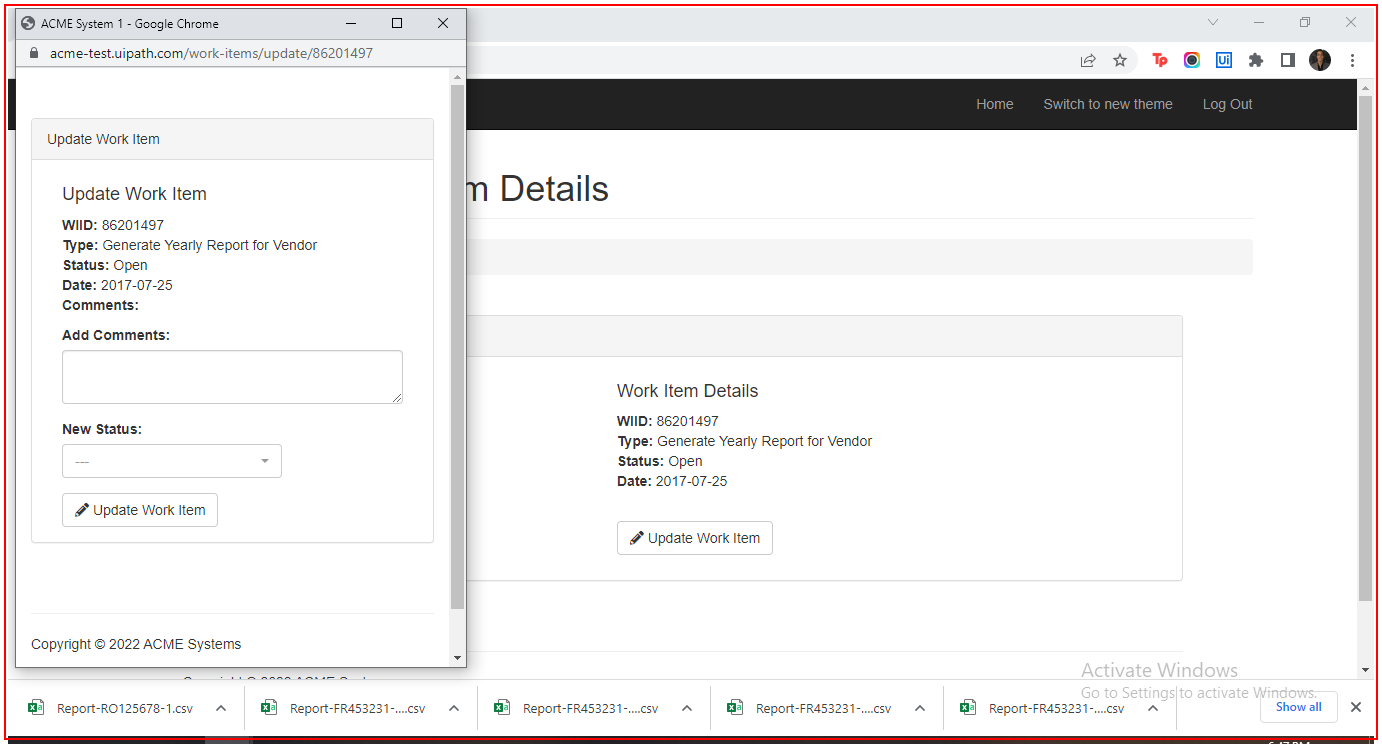 ACME System 1 - Google Chrome
acme-test.uipath.com/work-items/update/86201497
Update Work Item
Update Work Item
WIID: 86201497
Type: Generate Yearly Report for Vendor
Status: Open
Date: 2017-07-25
Comments:
Add Comments:
New Status:
---
Update Work Item
Copyright © 2022 ACME Systems
Tp
Ui
Home
Switch to new theme
Log Out
m Details
Work Item Details
WIID: 86201497
Type: Generate Yearly Report for Vendor
Status: Open
Date: 2017-07-25
Update Work Item
Activate Windows
Go to Settings to activate Windows.
Report-RO125678-1.csv
Report-FR453231-....csv
Report-FR453231-....csv
Report-FR453231-....csv
Report-FR453231-....csv
Show all